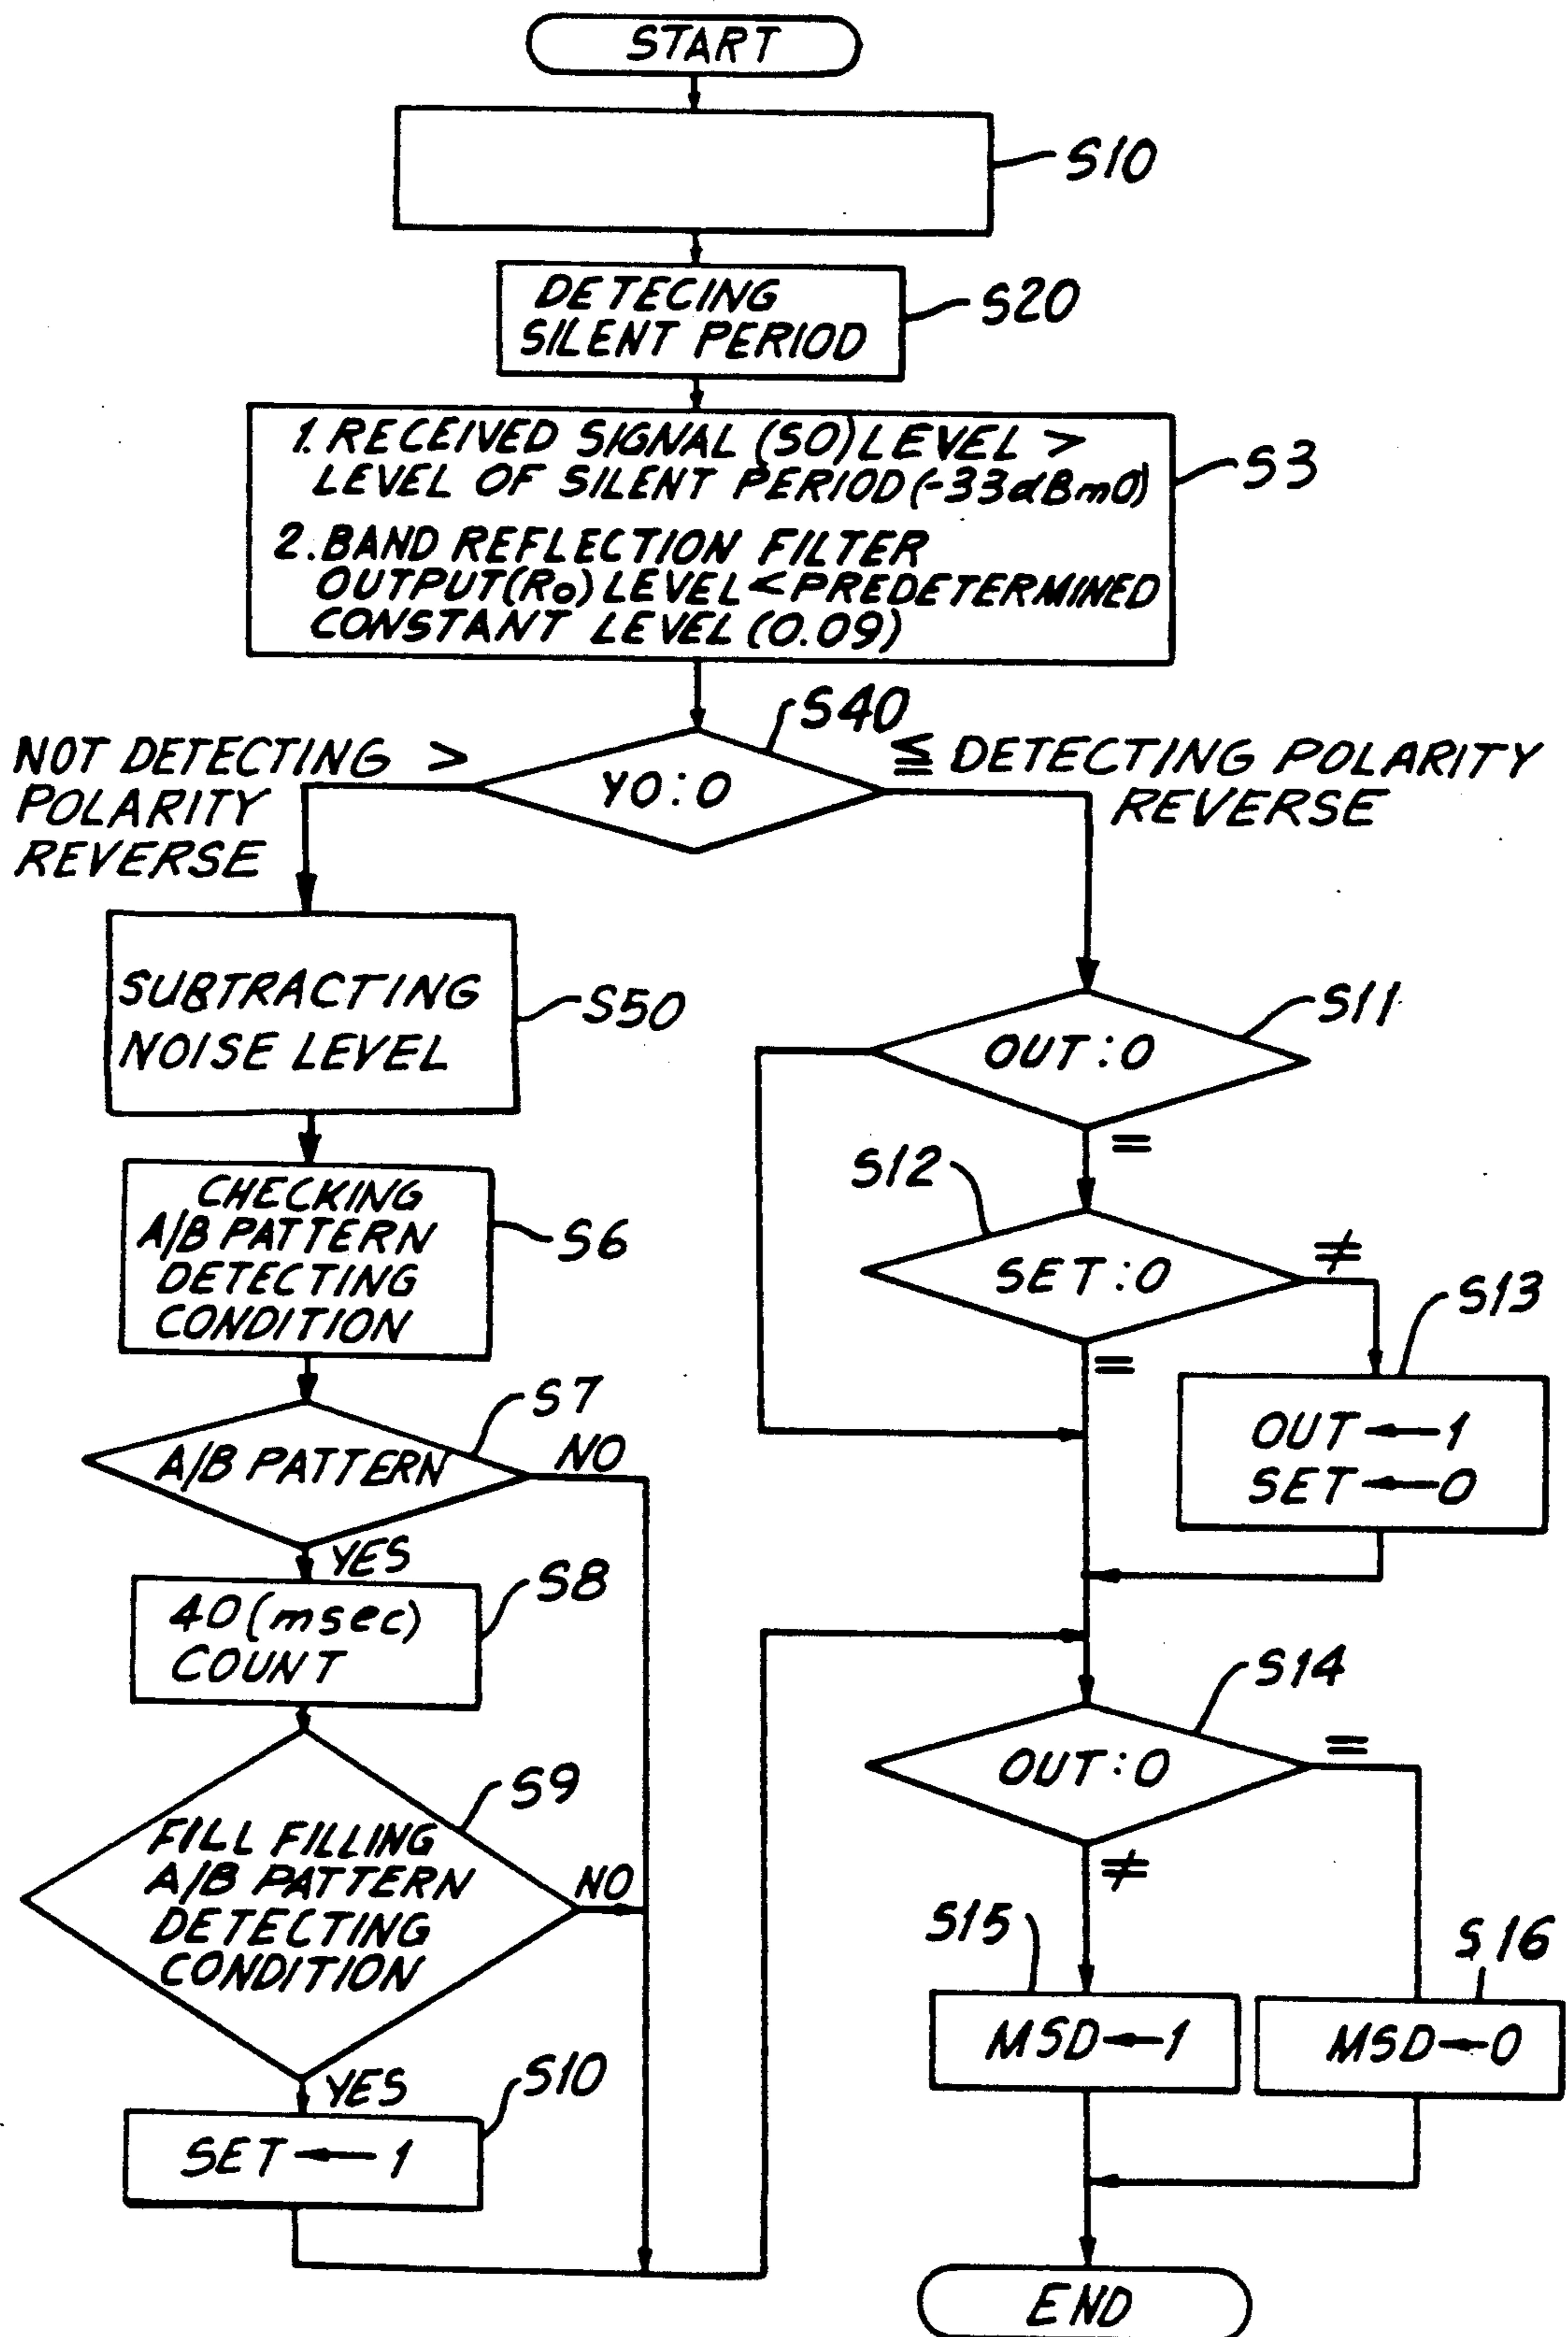 START
S10
DETECING
SILENT PERIOD
S20
1. RECEIVED SIGNAL (SO) LEVEL >
LEVEL OF SILENT PERIOD (-33dBm0)
2. BAND REFLECTION FILTER
OUTPUT(Ro) LEVEL < PREDETERMINED
CONSTANT LEVEL (0.09)
S3
S40
YO:0
NOT DETECTING >
POLARITY
REVERSE
≦ DETECTING POLARITY
REVERSE
SUBTRACTING
NOISE LEVEL
S50
S11
OUT:0
=
CHECKING
A/B PATTERN
DETECTING
CONDITION
S6
S12
SET:0
≠
=
S13
OUT ← 1
SET ← 0
S7
A/B PATTERN
NO
YES
40 (msec)
COUNT
S8
S14
OUT:0
=
≠
S9
FILL FILLING
A/B PATTERN
DETECTING
CONDITION
NO
YES
S15
MSD ← 1
S16
MSD ← 0
S10
SET ← 1
END